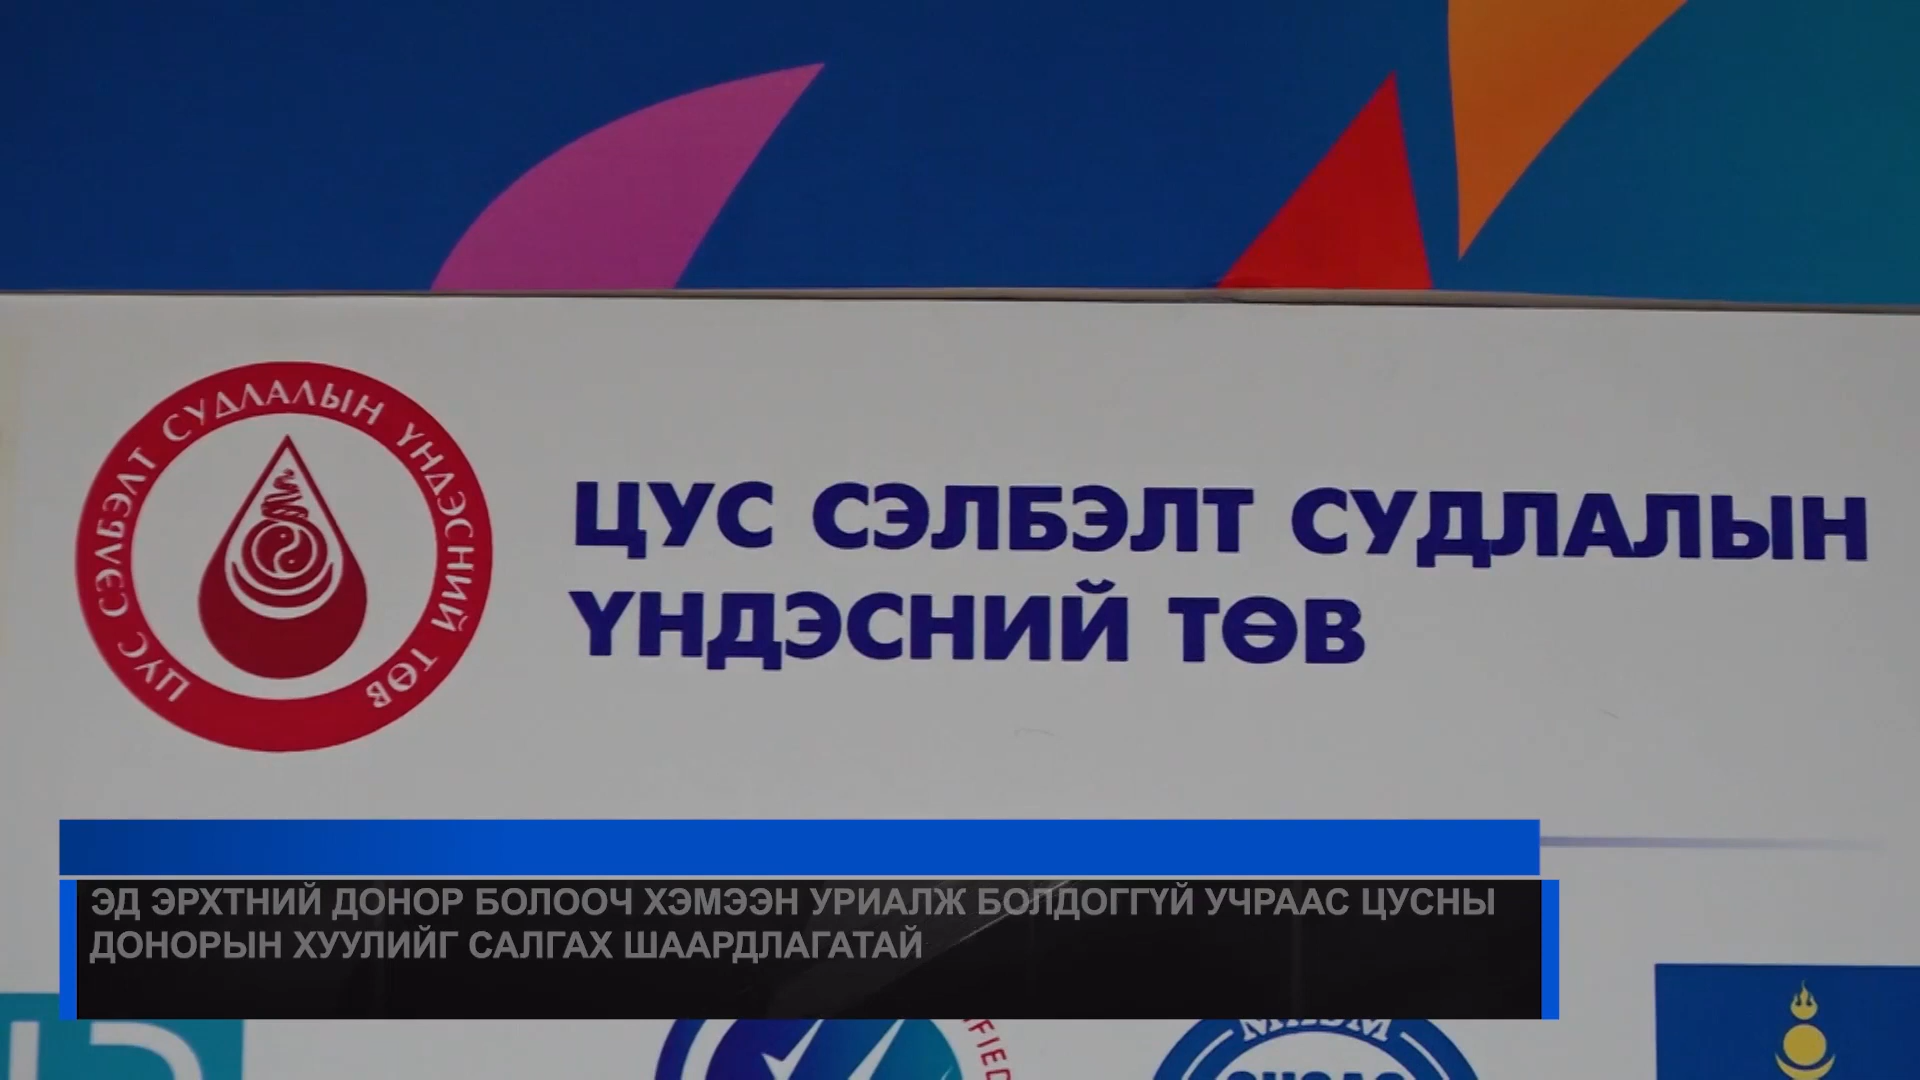 ЦУС СЭЛБЭЛТ СУДЛАЛЫН ҮНДЭСНИЙ ТӨВ
ЦУС СЭЛБЭЛТ СУДЛАЛЫН
ҮНДЭСНИЙ ТӨВ
ЭД ЭРХТНИЙ ДОНОР БОЛООЧ ХЭМЭЭН УРИАЛЖ БОЛДОГГҮЙ УЧРААС ЦУСНЫ
ДОНОРЫН ХУУЛИЙГ САЛГАХ ШААРДЛАГАТАЙ